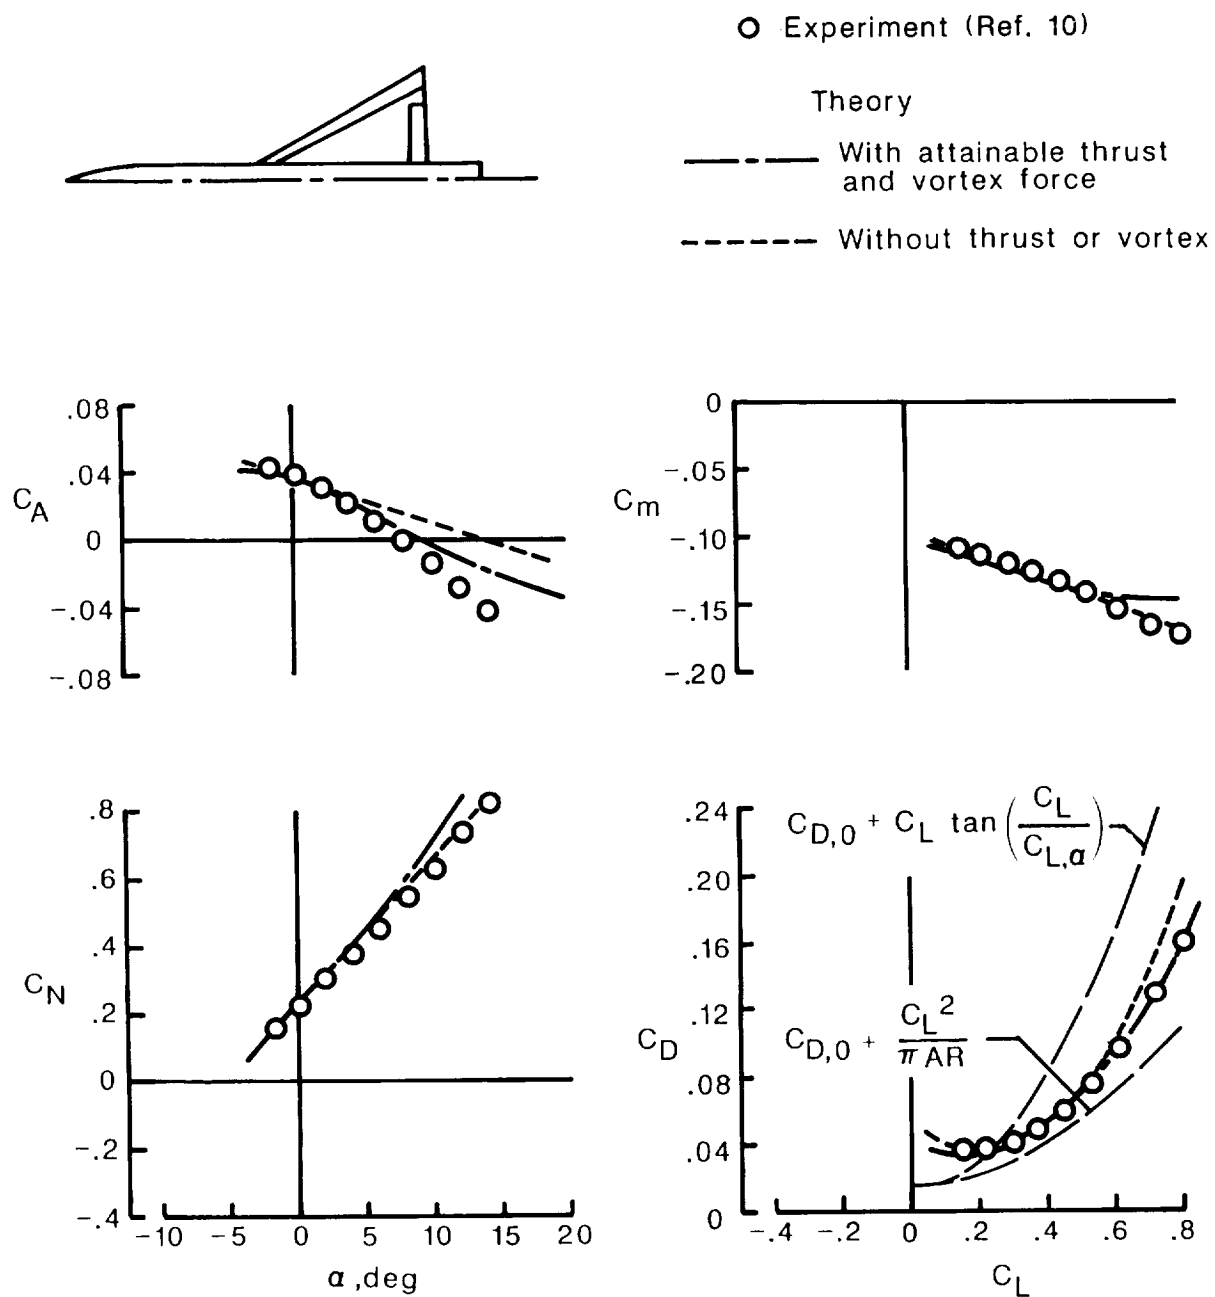 Experiment (Ref. 10)
Theory
With attainable thrust
and vortex force
Without thrust or vortex
.08
.04
C_A
0
-.04
-.08
0
-.05
C_m
-.10
-.15
-.20
.8
.6
.4
C_N
.2
0
-.2
-.4
-10 -5 0 5 10 15 20
α,deg
.24
C_{D,0} + C_L tan(C_L/C_{L,α})
.20
.16
.12
C_D
C_{D,0} + C_L^2/πAR
.08
.04
0
-.4 -.2 0 .2 .4 .6 .8
C_L